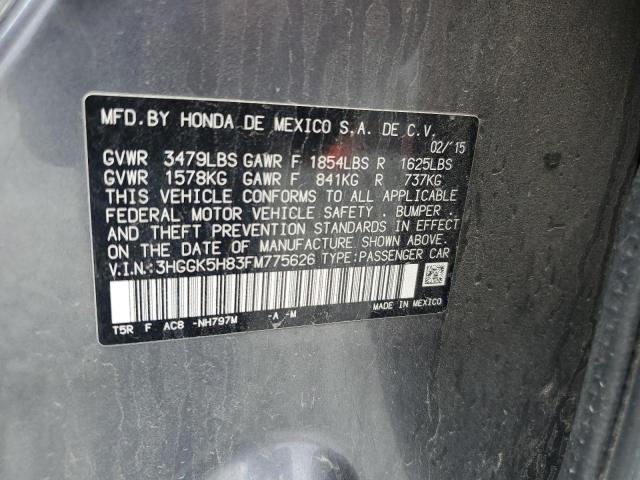 MFD.BY HONDA DE MEXICO S.A. DE C.V.
02/'15
GVWR 3479LBS GAWR F 1854LBS R 1625LBS
GVWR 1578KG GAWR F 841KG R 737KG
THIS VEHICLE CONFORMS TO ALL APPLICABLE
FEDERAL MOTOR VEHICLE SAFETY . BUMPER .
AND THEFT PREVENTION STANDARDS IN EFFECT
ON THE DATE OF MANUFACTURE SHOWN ABOVE.
V.I.N.:3HGGK5H83FM775626 TYPE:PASSENGER CAR
MADE IN MEXICO
T5R F AC8 -NH797M -A -M